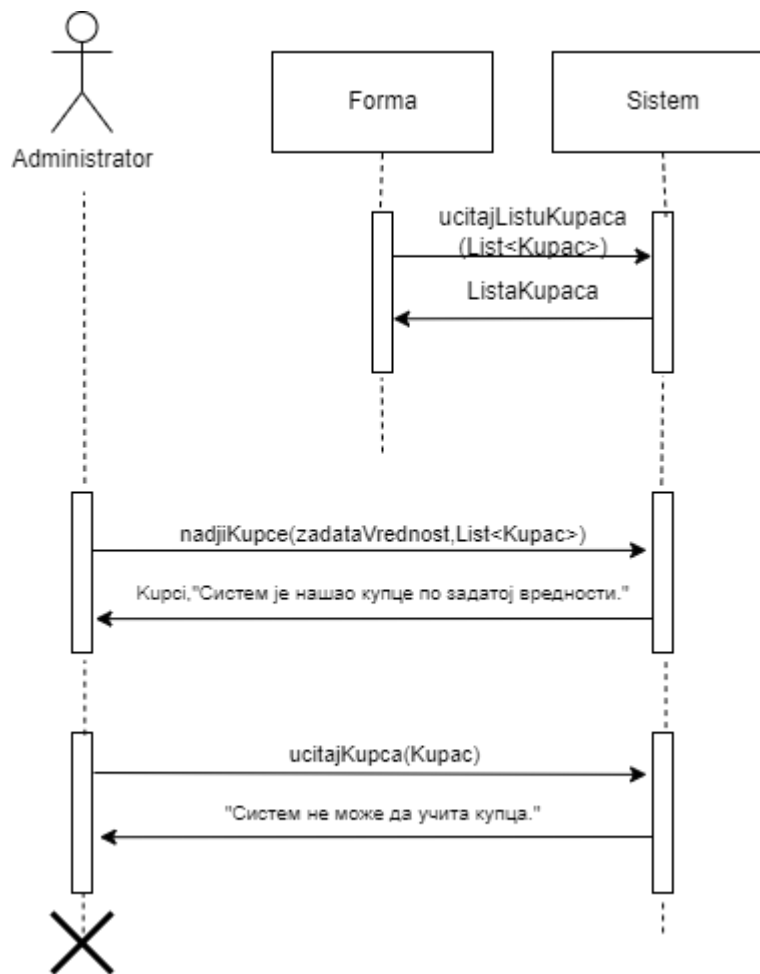 Administrator
Forma
Sistem
ucitajListuKupaca
(List<Kupac>)
ListaKupaca
nadjiKupce(zadataVrednost,List<Kupac>)
Kupci,"Систем је нашао купце по задатој вредности."
ucitajKupca(Kupac)
"Систем не може да учита купца."